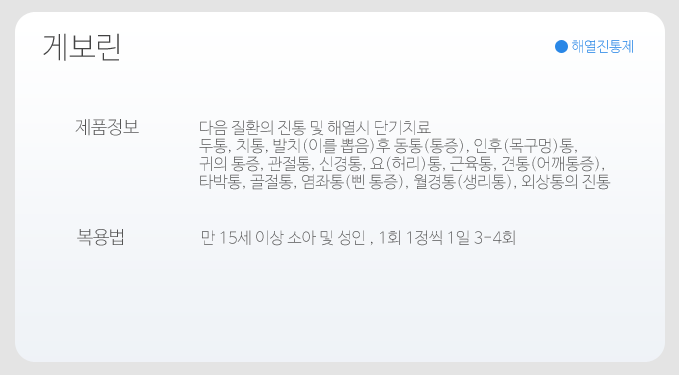 게보린
해열진통제
제품정보
다음 질환의 진통 및 해열시 단기치료
두통, 치통, 발치(이를 뽑음)후 동통(통증), 인후(목구멍)통,
귀의 통증, 관절통, 신경통, 요(허리)통, 근육통, 견통(어깨통증),
타박통, 골절통, 염좌통(삔 통증), 월경통(생리통), 외상통의 진통
복용법
만 15세 이상 소아 및 성인 , 1회 1정씩 1일 3-4회